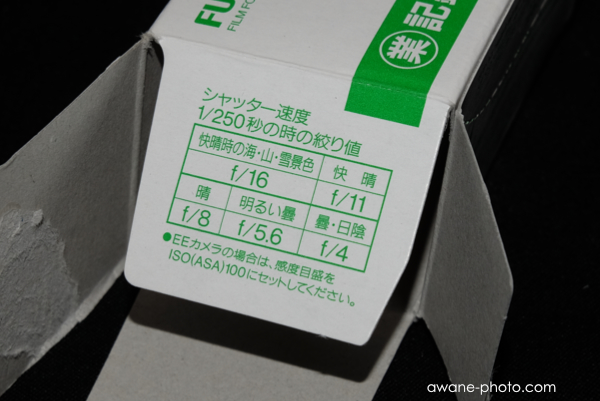 FU
FILM FO
業記
シャッター速度
1/250秒の時の絞り値
快晴時の海・山・雪景色
快 晴
f/16
f/11
晴
明るい曇
曇・日陰
f/8
f/5.6
f/4
●EEカメラの場合は、感度目盛を
ISO(ASA)100にセットしてください。
awane-photo.com